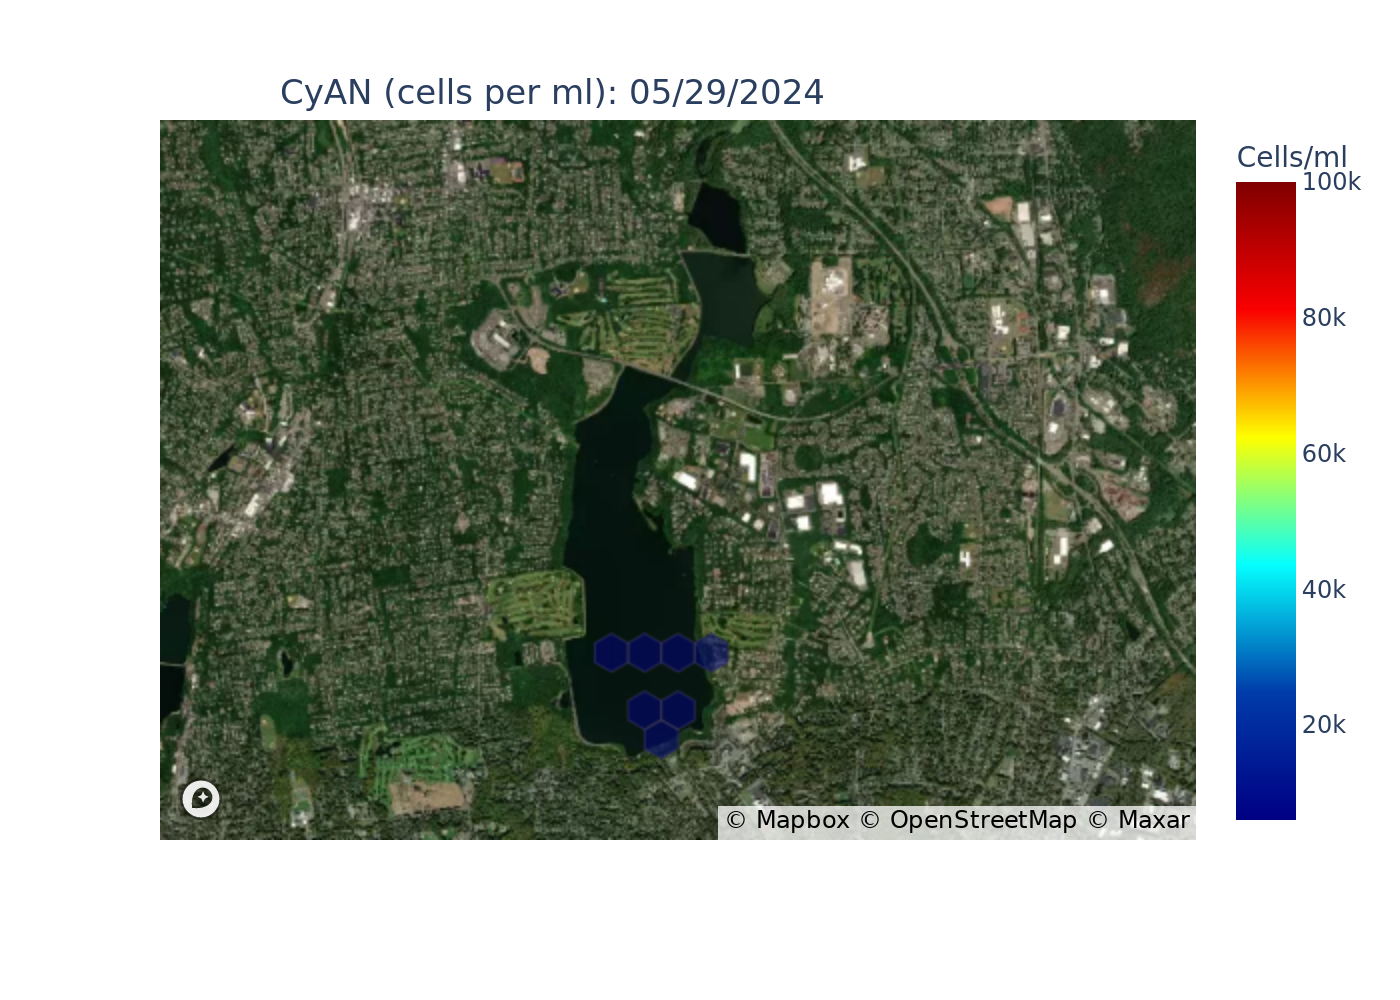 CyAN (cells per ml): 05/29/2024
Cells/ml
100k
80k
60k
40k
20k
© Mapbox © OpenStreetMap © Maxar